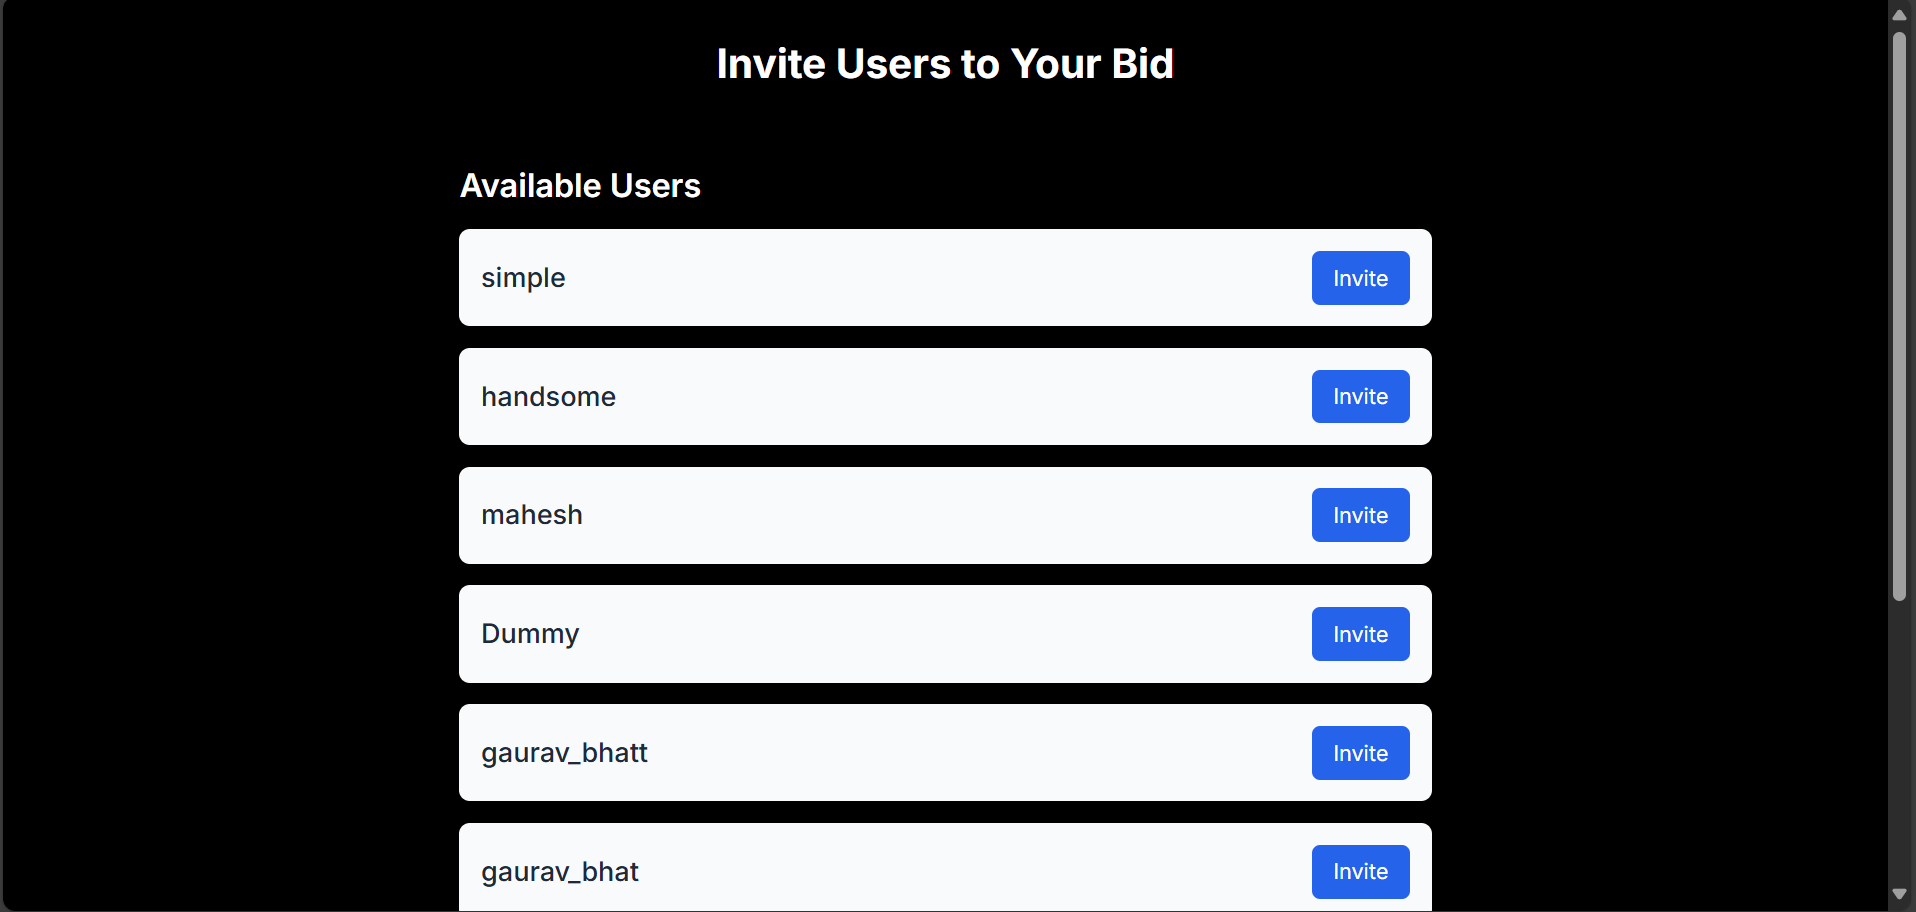 Invite Users to Your Bid
Available Users
simple
Invite
handsome
Invite
mahesh
Invite
Dummy
Invite
gaurav_bhatt
Invite
gaurav_bhat
Invite